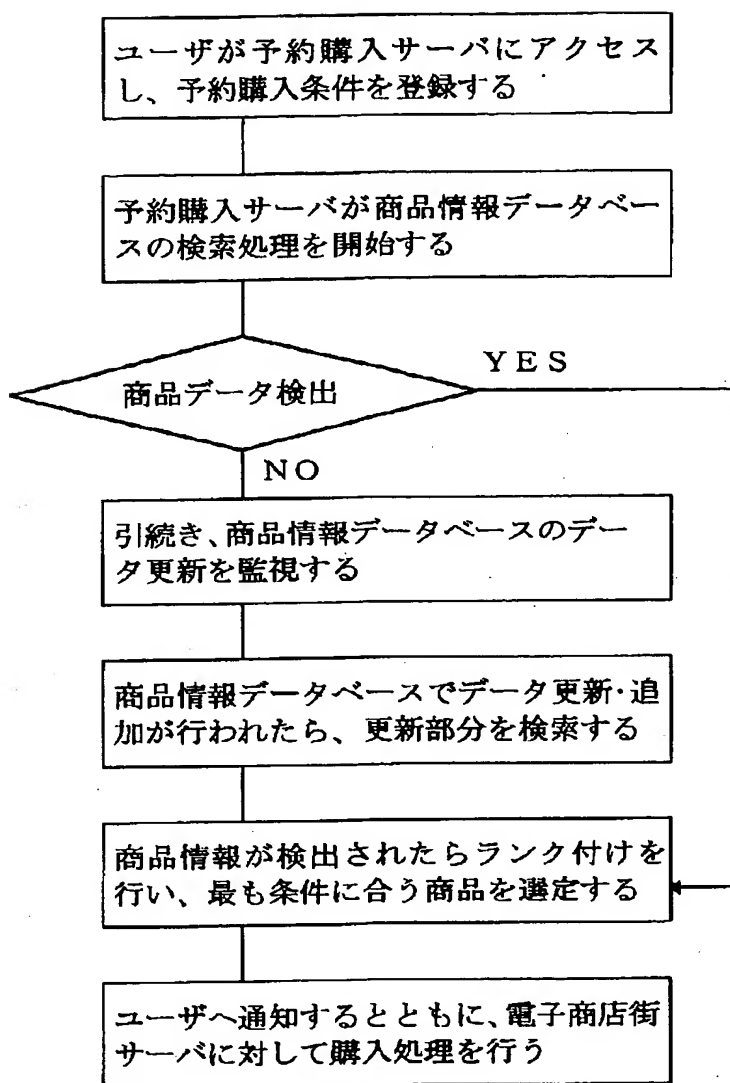 ユーザが予約購入サーバにアクセス
し、予約購入条件を登録する
予約購入サーバが商品情報データベー
スの検索処理を開始する
商品データ検出
YES
NO
引続き、商品情報データベースのデー
タ更新を監視する
商品情報データベースでデータ更新·追
加が行われたら、更新部分を検索する
商品情報が検出されたらランク付けを
行い、最も条件に合う商品を選定する
ユーザへ通知するとともに、電子商店街
サーバに対して購入処理を行う